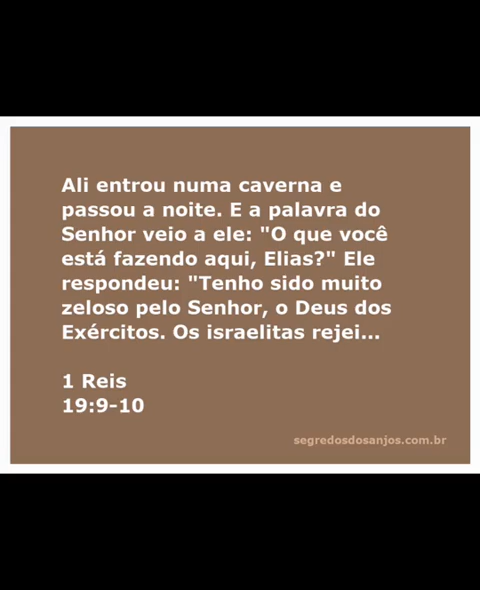 Ali entrou numa caverna e
passou a noite. E a palavra do
Senhor veio a ele: "O que você
está fazendo aqui, Elias?" Ele
respondeu: "Tenho sido muito
zeloso pelo Senhor, o Deus dos
Exércitos. Os israelitas rejei...
1 Reis
19:9-10
segredosdosanjos.com.br